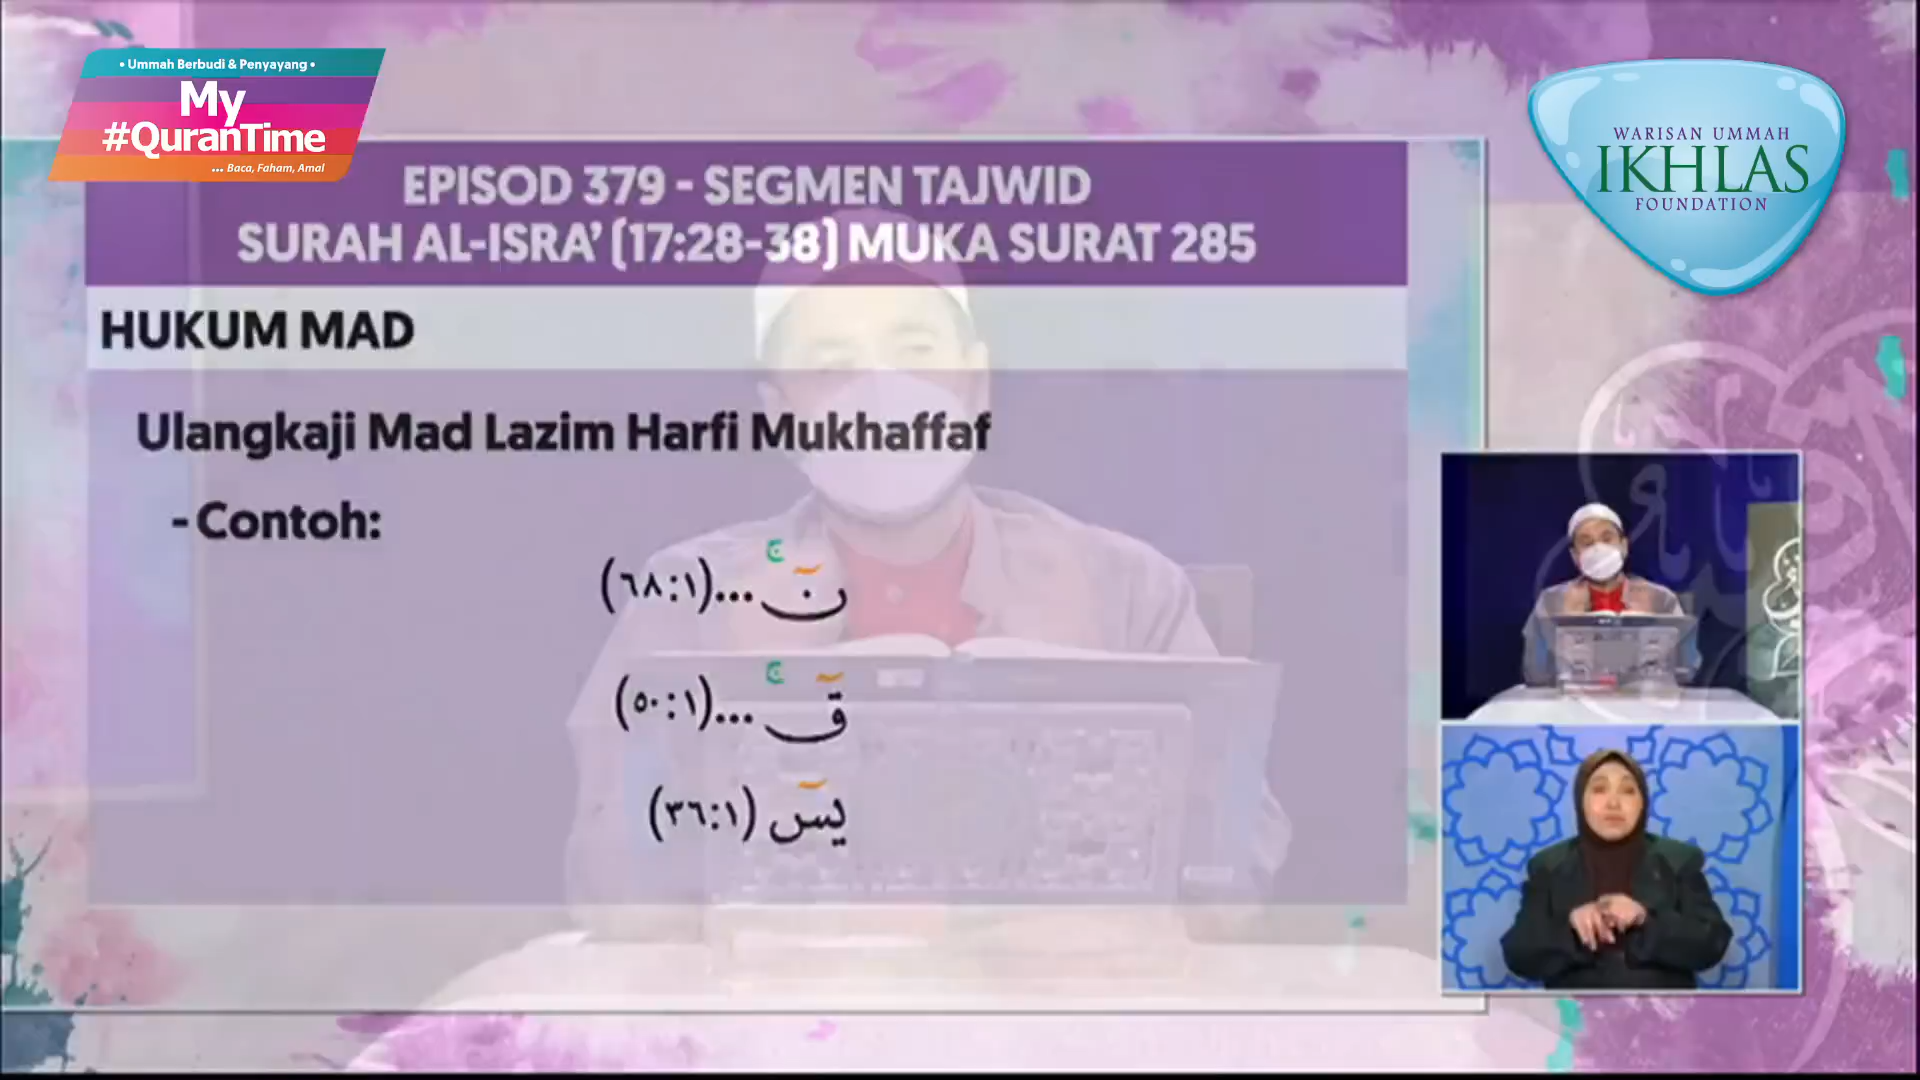 • Ummah Berbudi & Penyayang •
My
#QuranTime
... Baca, Faham, Amal
WARISAN UMMAH
IKHLAS
FOUNDATION
EPISOD 379 - SEGMEN TAJWID
SURAH AL-ISRA’ (17:28-38) MUKA SURAT 285
HUKUM MAD
Ulangkaji Mad Lazim Harfi Mukhaffaf
- Contoh:
نٓ ۚ...(٦٨:١)
قٓ ۚ...(٥٠:١)
يسٓ (٣٦:١)